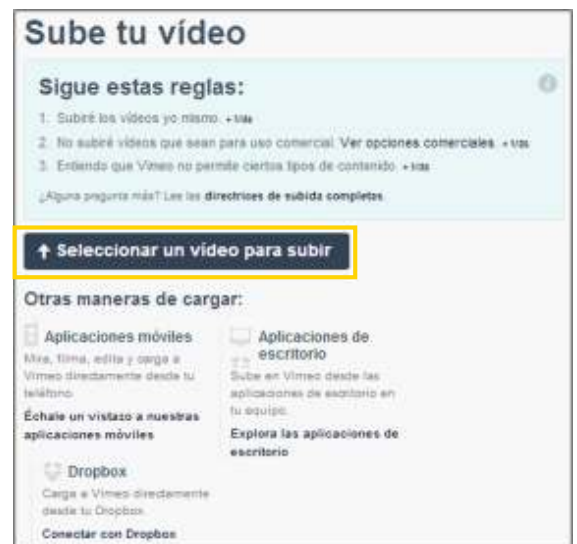 Sube tu vídeo
Sigue estas reglas:
1. Subiré los vídeos yo mismo. + Más
2. No subiré vídeos que sean para uso comercial. Ver opciones comerciales. + Más
3. Entiendo que Vimeo no permite ciertos tipos de contenido. + Más
¿Alguna pregunta más? Lee las directrices de subida completas.
Seleccionar un vídeo para subir
Otras maneras de cargar:
Aplicaciones móviles
Mira, filma, edita y carga a
Vimeo directamente desde tu
teléfono.
Échale un vistazo a nuestras
aplicaciones móviles
Aplicaciones de
escritorio
Sube en Vimeo desde las
aplicaciones de escritorio en
tu equipo.
Explora las aplicaciones de
escritorio
Dropbox
Carga a Vimeo directamente
desde tu Dropbox.
Conectar con Dropbox